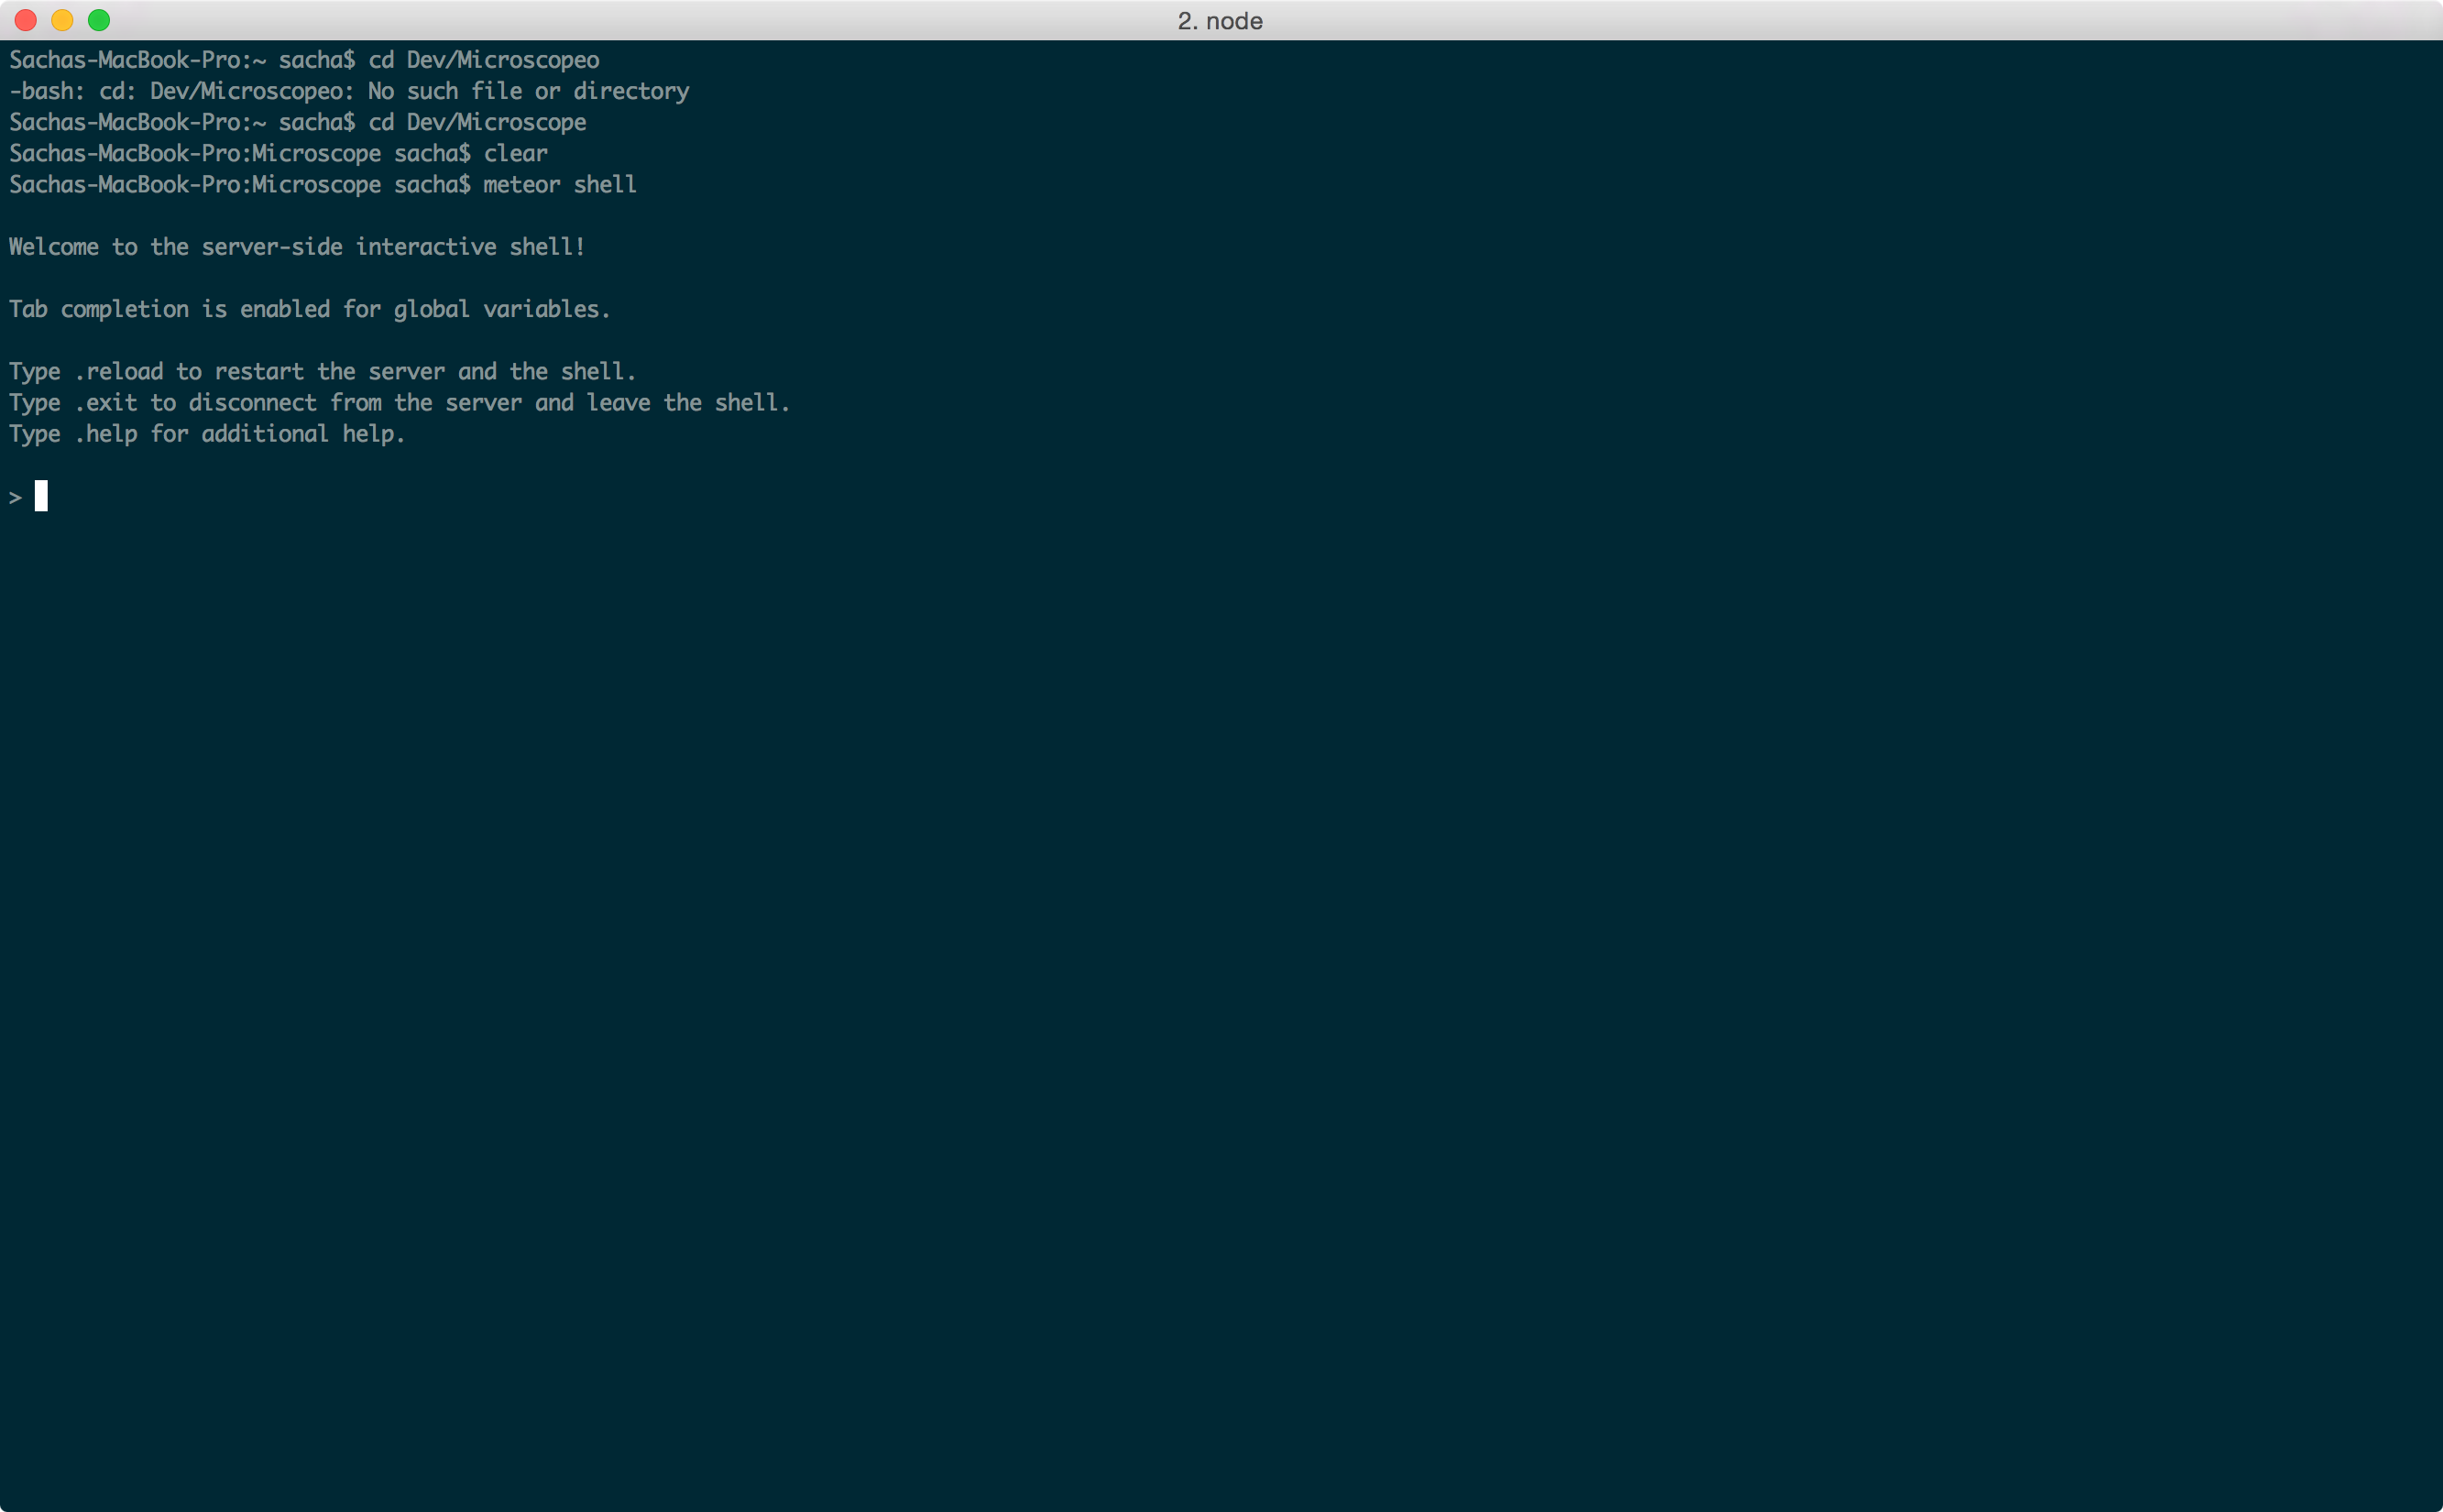 2. node
Sachas-MacBook-Pro:~ sacha$ cd Dev/Microscopeo
-bash: cd: Dev/Microscopeo: No such file or directory
Sachas-MacBook-Pro:~ sacha$ cd Dev/Microscope
Sachas-MacBook-Pro:Microscope sacha$ clear
Sachas-MacBook-Pro:Microscope sacha$ meteor shell
Welcome to the server-side interactive shell!
Tab completion is enabled for global variables.
Type .reload to restart the server and the shell.
Type .exit to disconnect from the server and leave the shell.
Type .help for additional help.
>